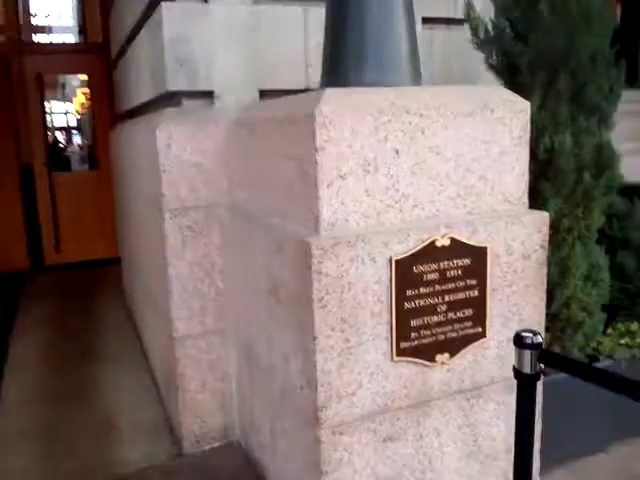 UNION STATION
1880 1914
HAS BEEN PLACED ON THE
NATIONAL REGISTER
OF
HISTORIC PLACES
BY THE UNITED STATES
DEPARTMENT OF THE INTERIOR